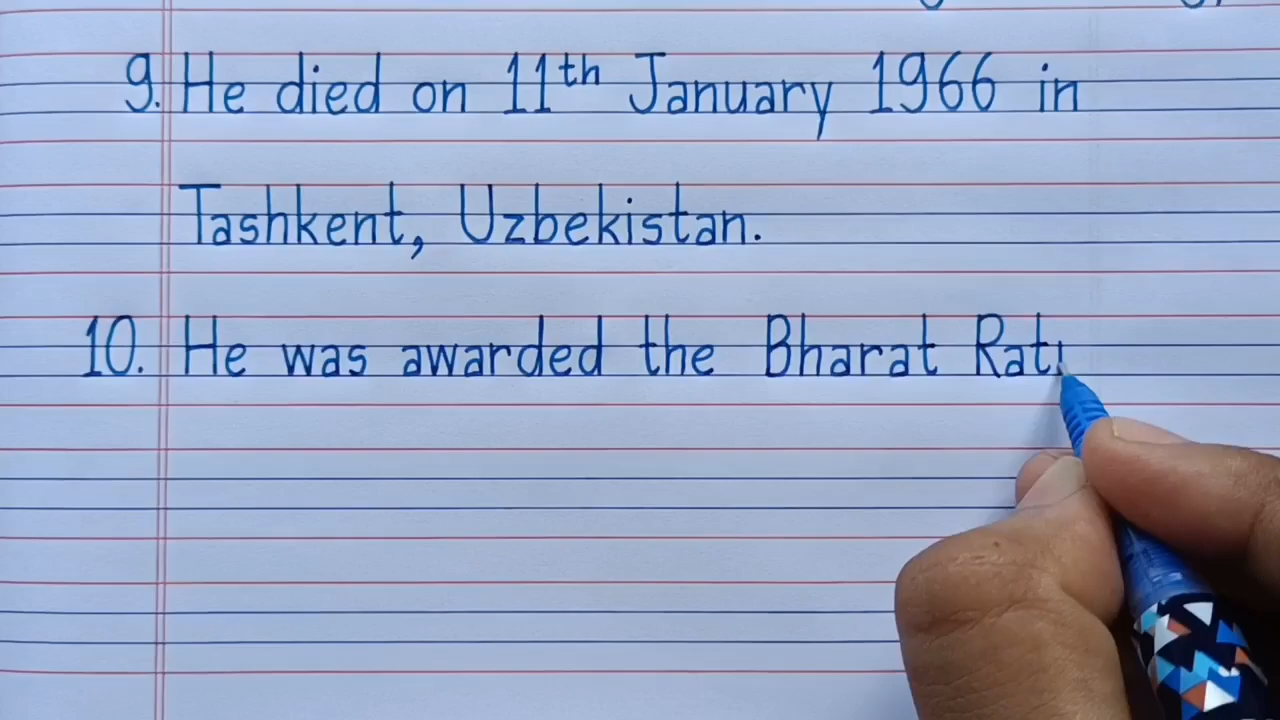 9. He died on 11th January 1966 in
Tashkent, Uzbekistan.
10. He was awarded the Bharat